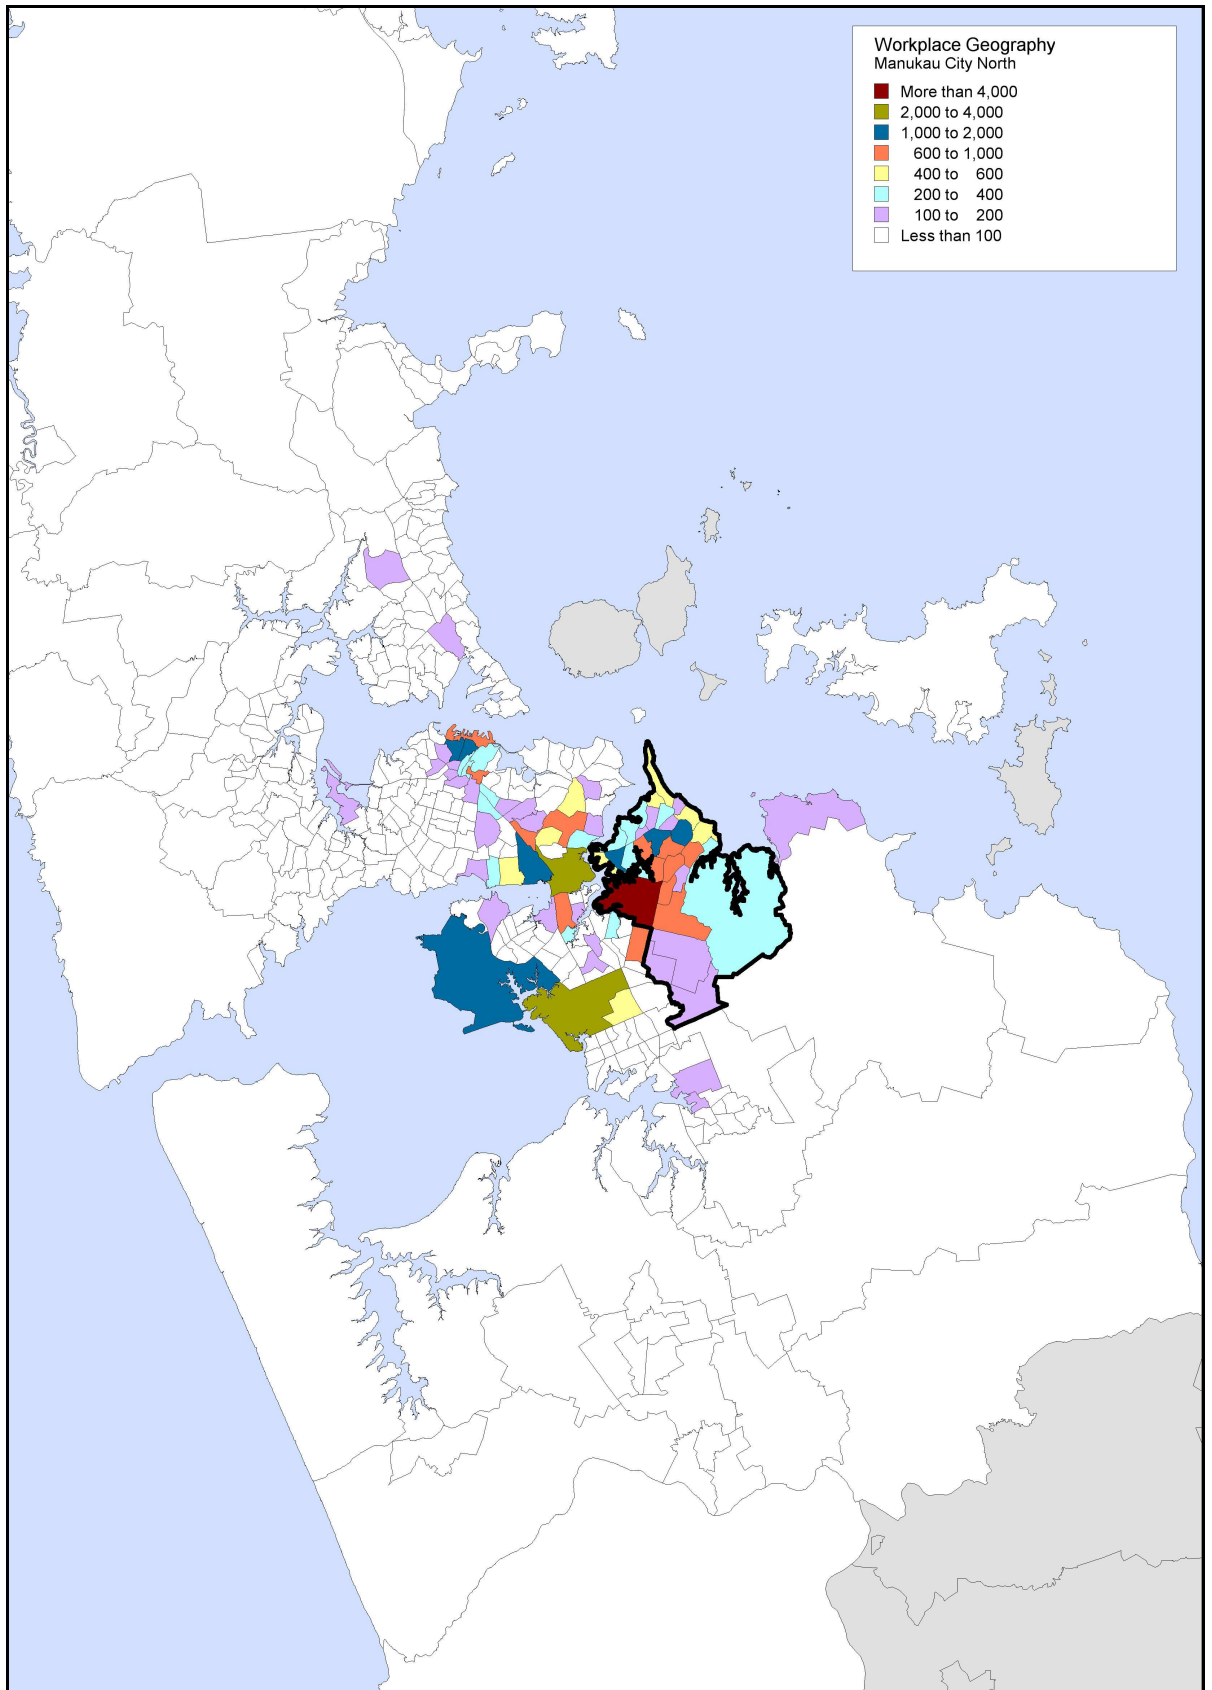 Workplace Geography
Manukau City North
More than 4,000
2,000 to 4,000
1,000 to 2,000
600 to 1,000
400 to 600
200 to 400
100 to 200
Less than 100